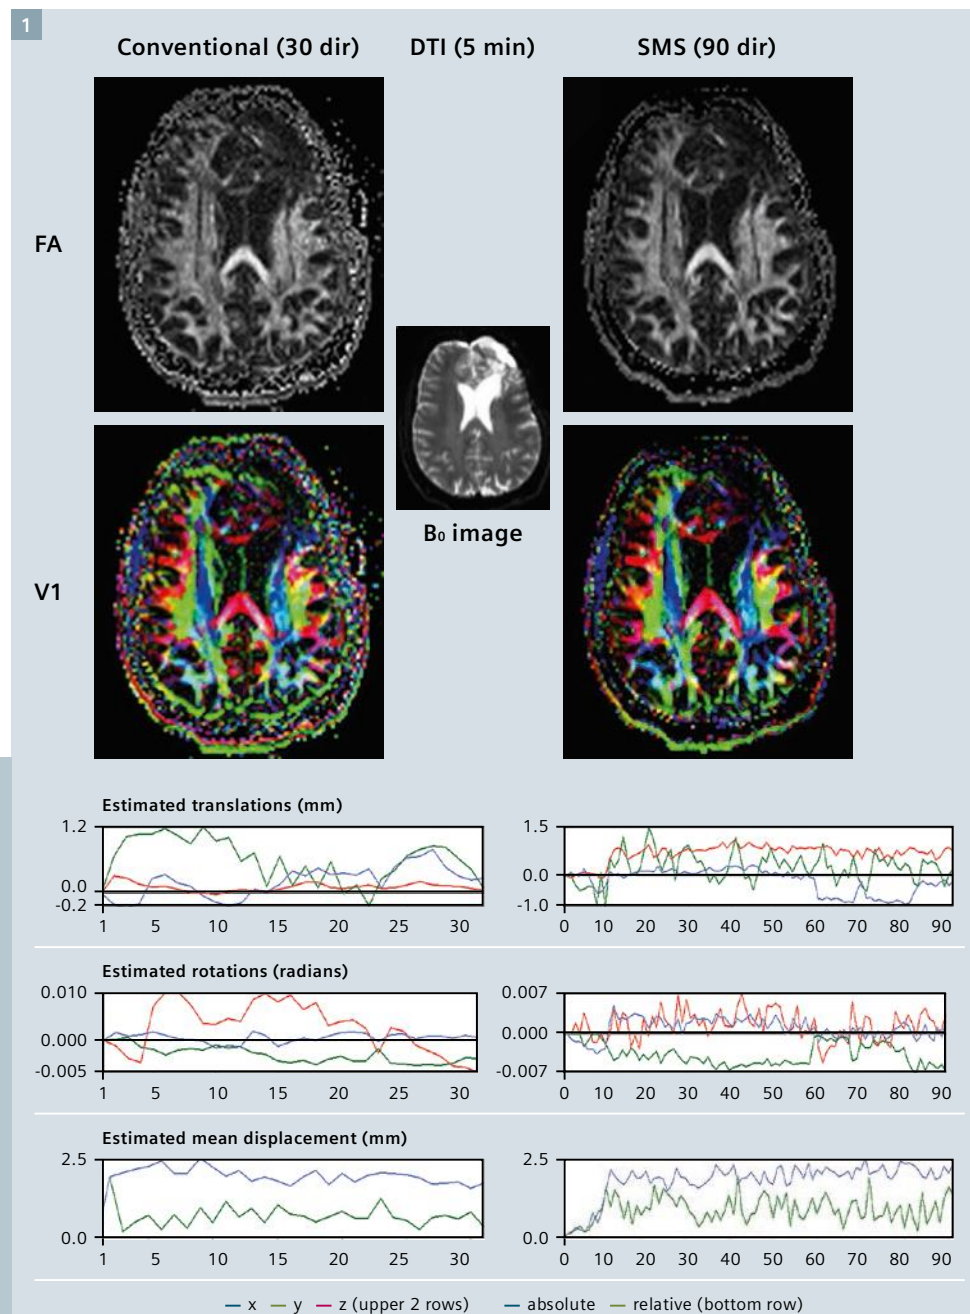 1
Conventional (30 dir) DTI (5 min) SMS (90 dir)
FA
B₀ image
V1
Estimated translations (mm)
1.2
0.0
-0.2
1 5 10 15 20 25 30
1.5
0.0
-1.0
0 10 20 30 40 50 60 70 80 90
Estimated rotations (radians)
0.010
0.000
-0.005
1 5 10 15 20 25 30
0.007
0.000
-0.007
0 10 20 30 40 50 60 70 80 90
Estimated mean displacement (mm)
2.5
0.0
1 5 10 15 20 25 30
2.5
0.0
0 10 20 30 40 50 60 70 80 90
x y z (upper 2 rows) absolute relative (bottom row)